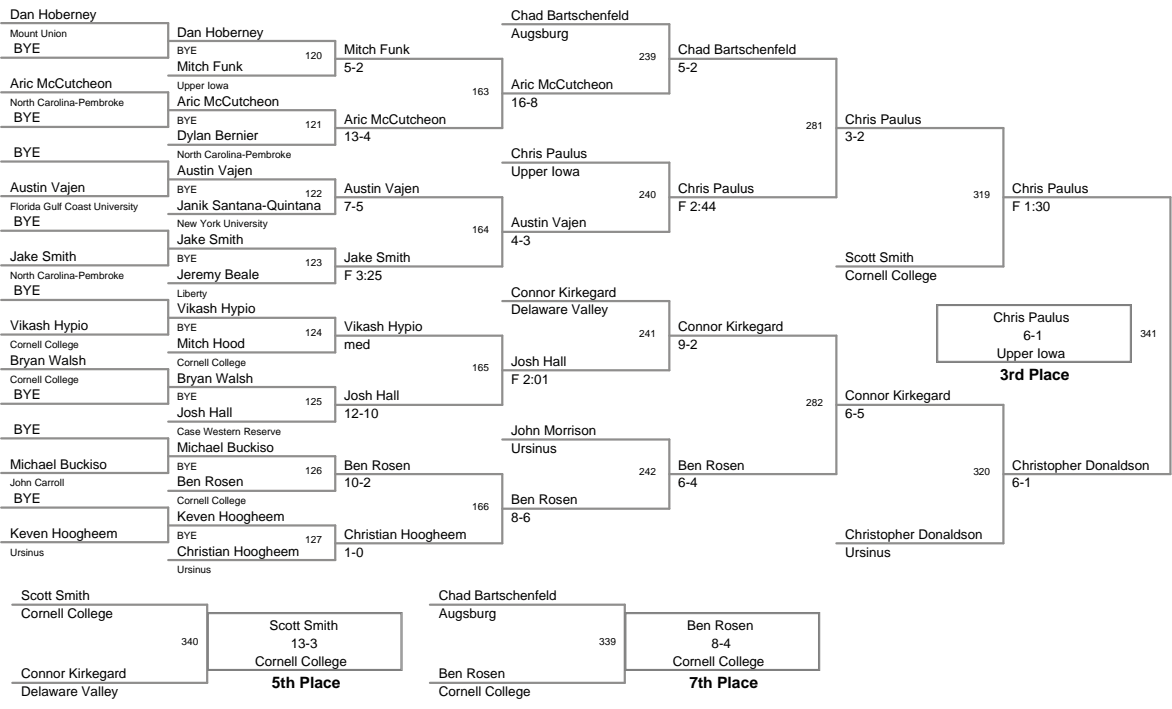 Dan Hoberney
Mount Union
BYE
Aric McCutcheon
North Carolina-Pembroke
BYE
BYE
Austin Vajen
Florida Gulf Coast University
BYE
Jake Smith
North Carolina-Pembroke
BYE
Vikash Hypio
Cornell College
Bryan Walsh
Cornell College
BYE
BYE
Michael Buckiso
John Carroll
BYE
Keven Hoogheem
Ursinus
Dan Hoberney
BYE
120
Mitch Funk
Upper Iowa
Aric McCutcheon
BYE
121
Dylan Bernier
North Carolina-Pembroke
Austin Vajen
BYE
122
Janik Santana-Quintana
New York University
Jake Smith
BYE
123
Jeremy Beale
Liberty
Vikash Hypio
BYE
124
Mitch Hood
Cornell College
Bryan Walsh
BYE
125
Josh Hall
Case Western Reserve
Michael Buckiso
BYE
126
Ben Rosen
Cornell College
Keven Hoogheem
BYE
127
Christian Hoogheem
Ursinus
Mitch Funk
5-2
163
Aric McCutcheon
13-4
Austin Vajen
7-5
164
Jake Smith
F 3:25
Vikash Hypio
med
165
Josh Hall
12-10
Ben Rosen
10-2
166
Christian Hoogheem
1-0
Chad Bartschenfeld
Augsburg
239
Aric McCutcheon
16-8
Chris Paulus
Upper Iowa
240
Austin Vajen
4-3
Connor Kirkegard
Delaware Valley
241
Josh Hall
F 2:01
John Morrison
Ursinus
242
Ben Rosen
8-6
Chad Bartschenfeld
5-2
281
Chris Paulus
F 2:44
Connor Kirkegard
9-2
282
Ben Rosen
6-4
Chris Paulus
3-2
319
Scott Smith
Cornell College
Connor Kirkegard
6-5
320
Christopher Donaldson
Ursinus
Chris Paulus
F 1:30
Chris Paulus
6-1
341
Upper Iowa
3rd Place
Christopher Donaldson
6-1
Scott Smith
Cornell College
340
Connor Kirkegard
Delaware Valley
Scott Smith
13-3
Cornell College
5th Place
Chad Bartschenfeld
Augsburg
339
Ben Rosen
Cornell College
Ben Rosen
8-4
Cornell College
7th Place